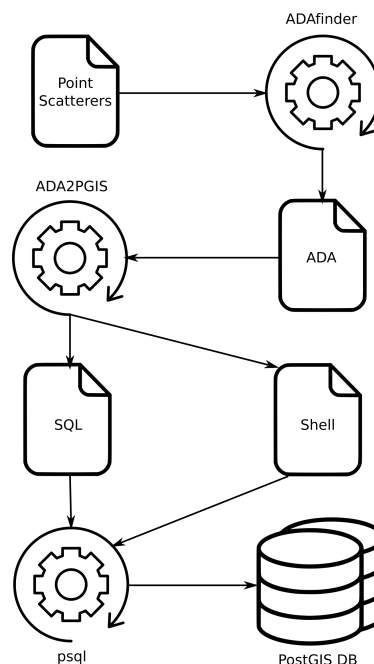 ADAfinder
Point
Scatterers
ADA2PGIS
ADA
SQL
Shell
psql
PostGIS DB